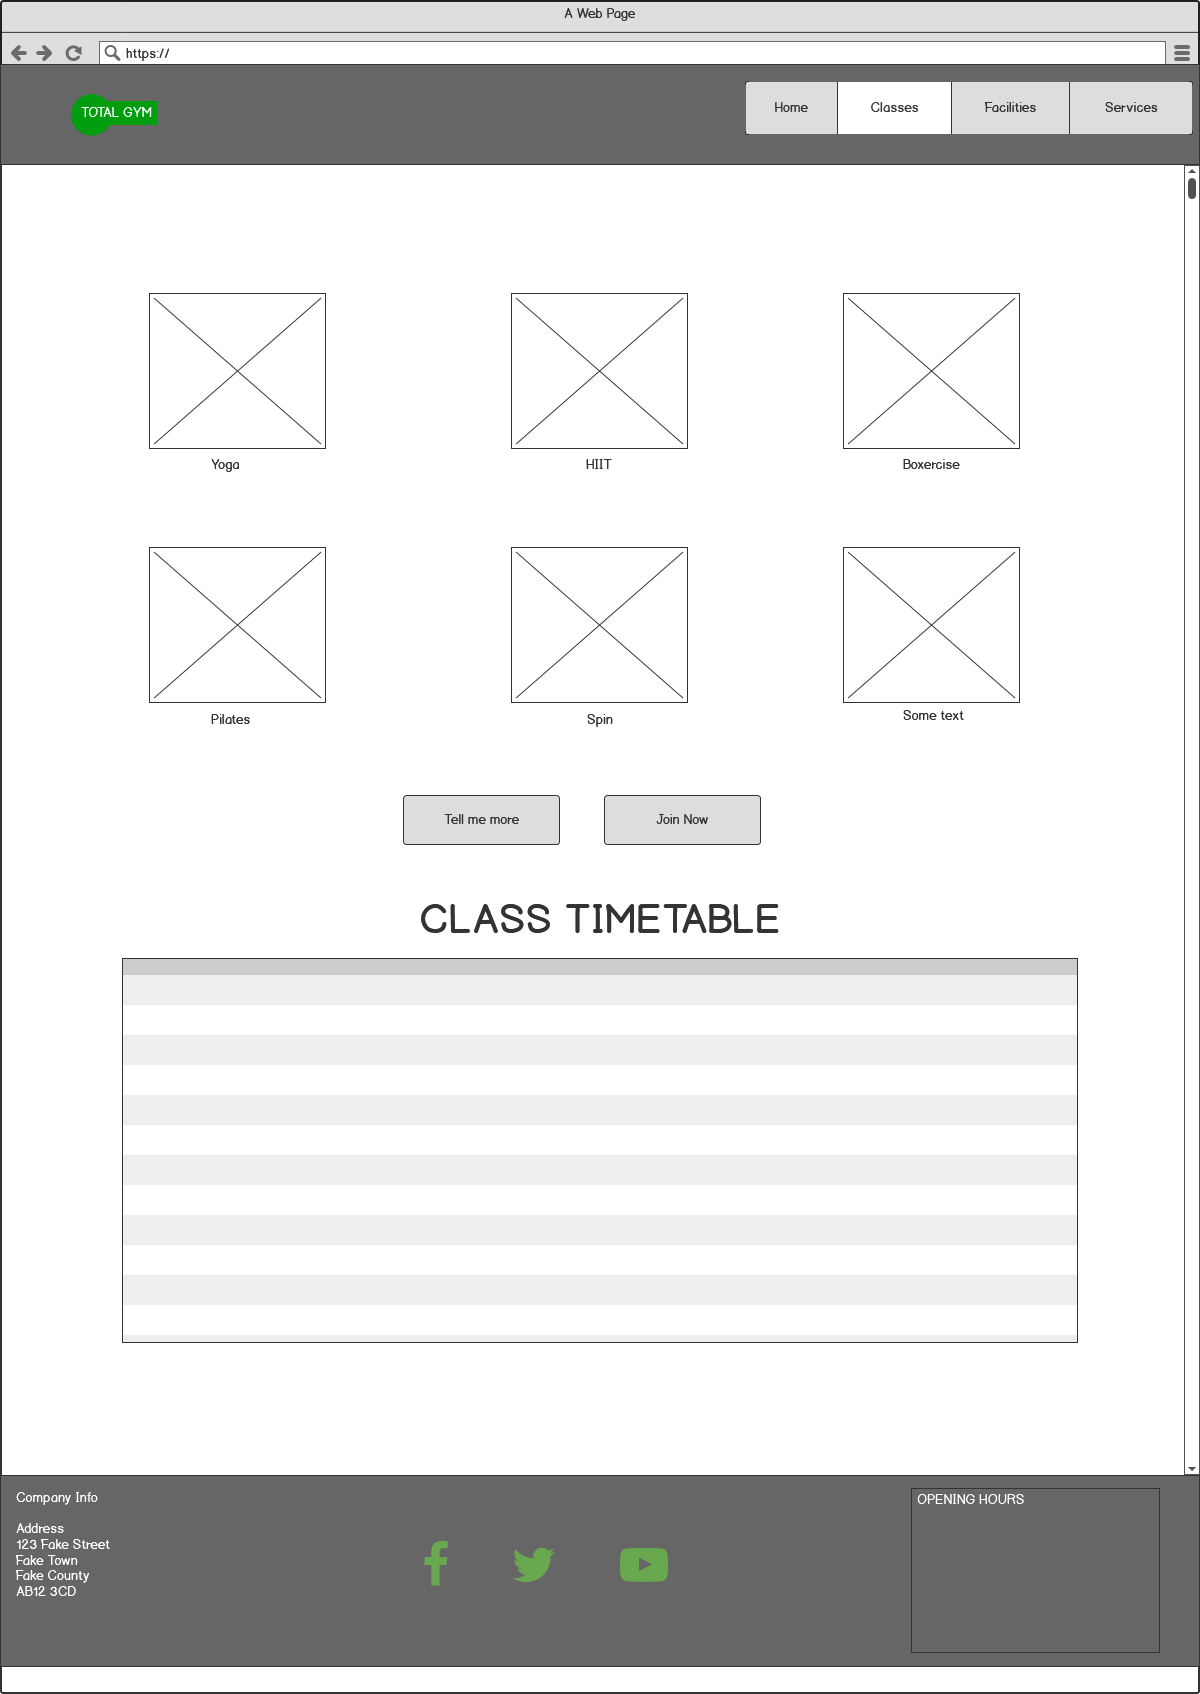 A Web Page
https://
TOTAL GYM
Home
Classes
Facilities
Services
Yoga
HIIT
Boxercise
Pilates
Spin
Some text
Tell me more
Join Now
CLASS TIMETABLE
Company Info
Address
123 Fake Street
Fake Town
Fake County
AB12 3CD
OPENING HOURS